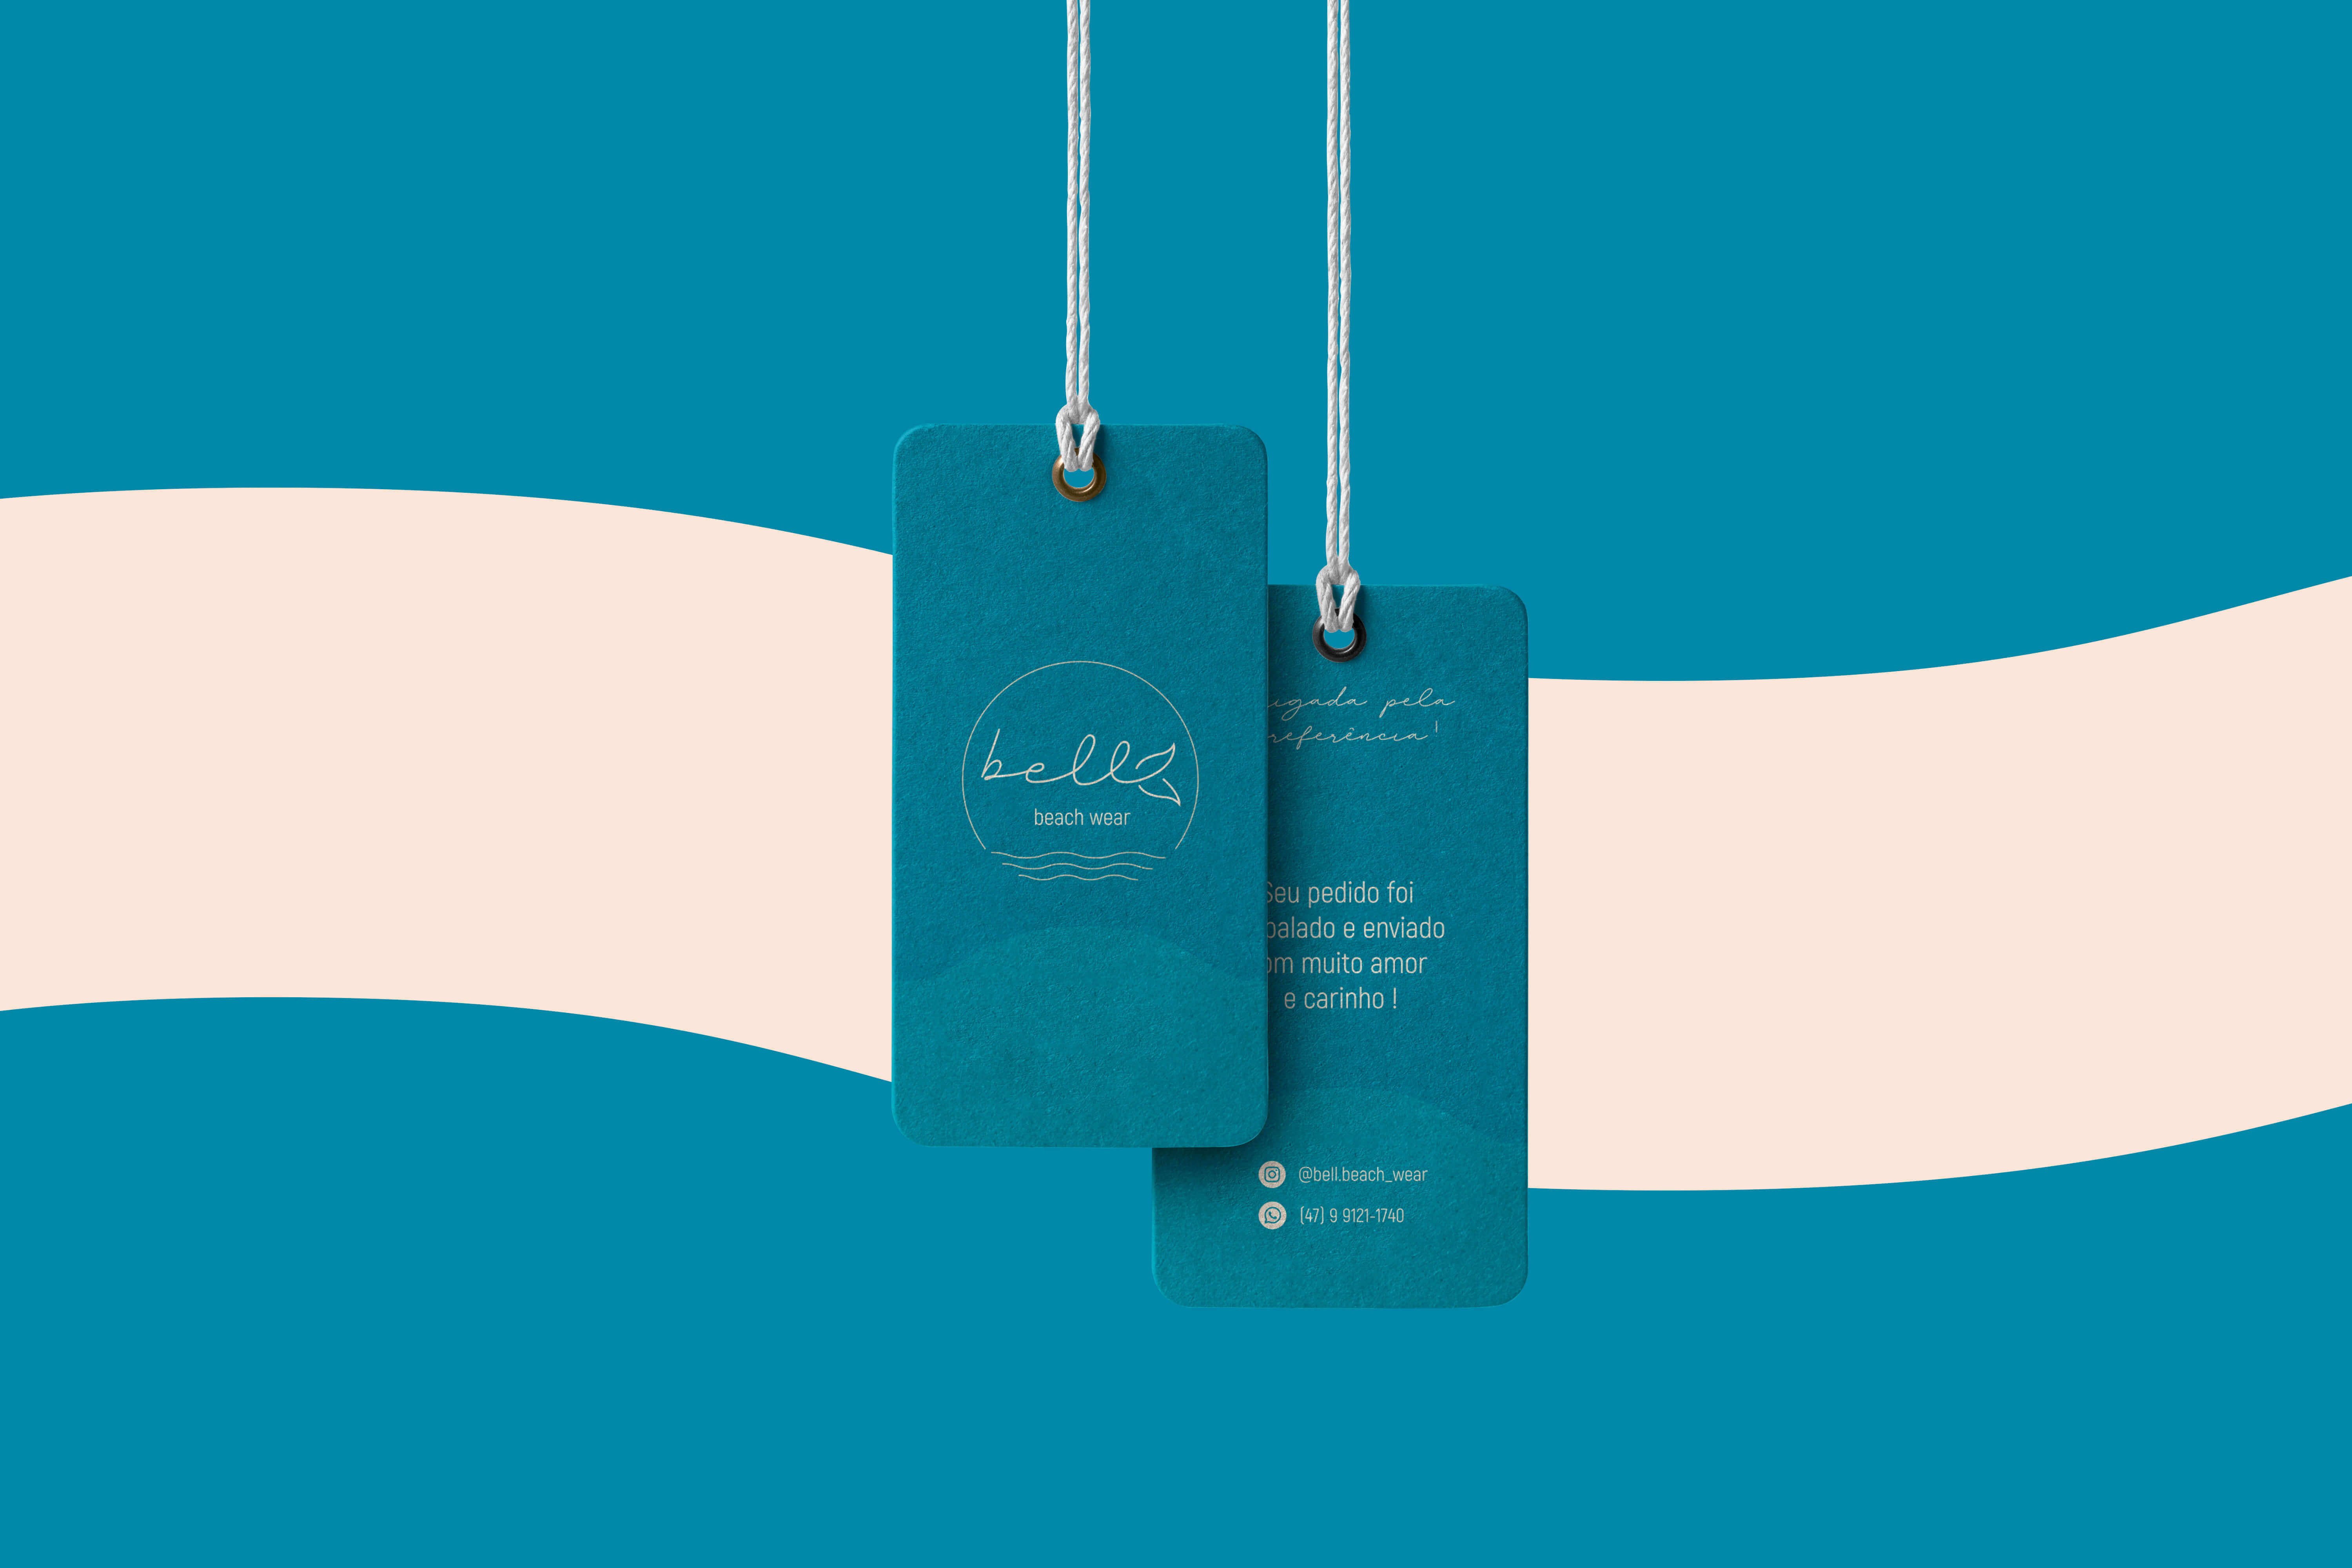 bell
beach wear
pela
Seu pedido foi
e enviado
muito amor
e carinho !
@bell.beach_wear
(47) 9 9121-1740